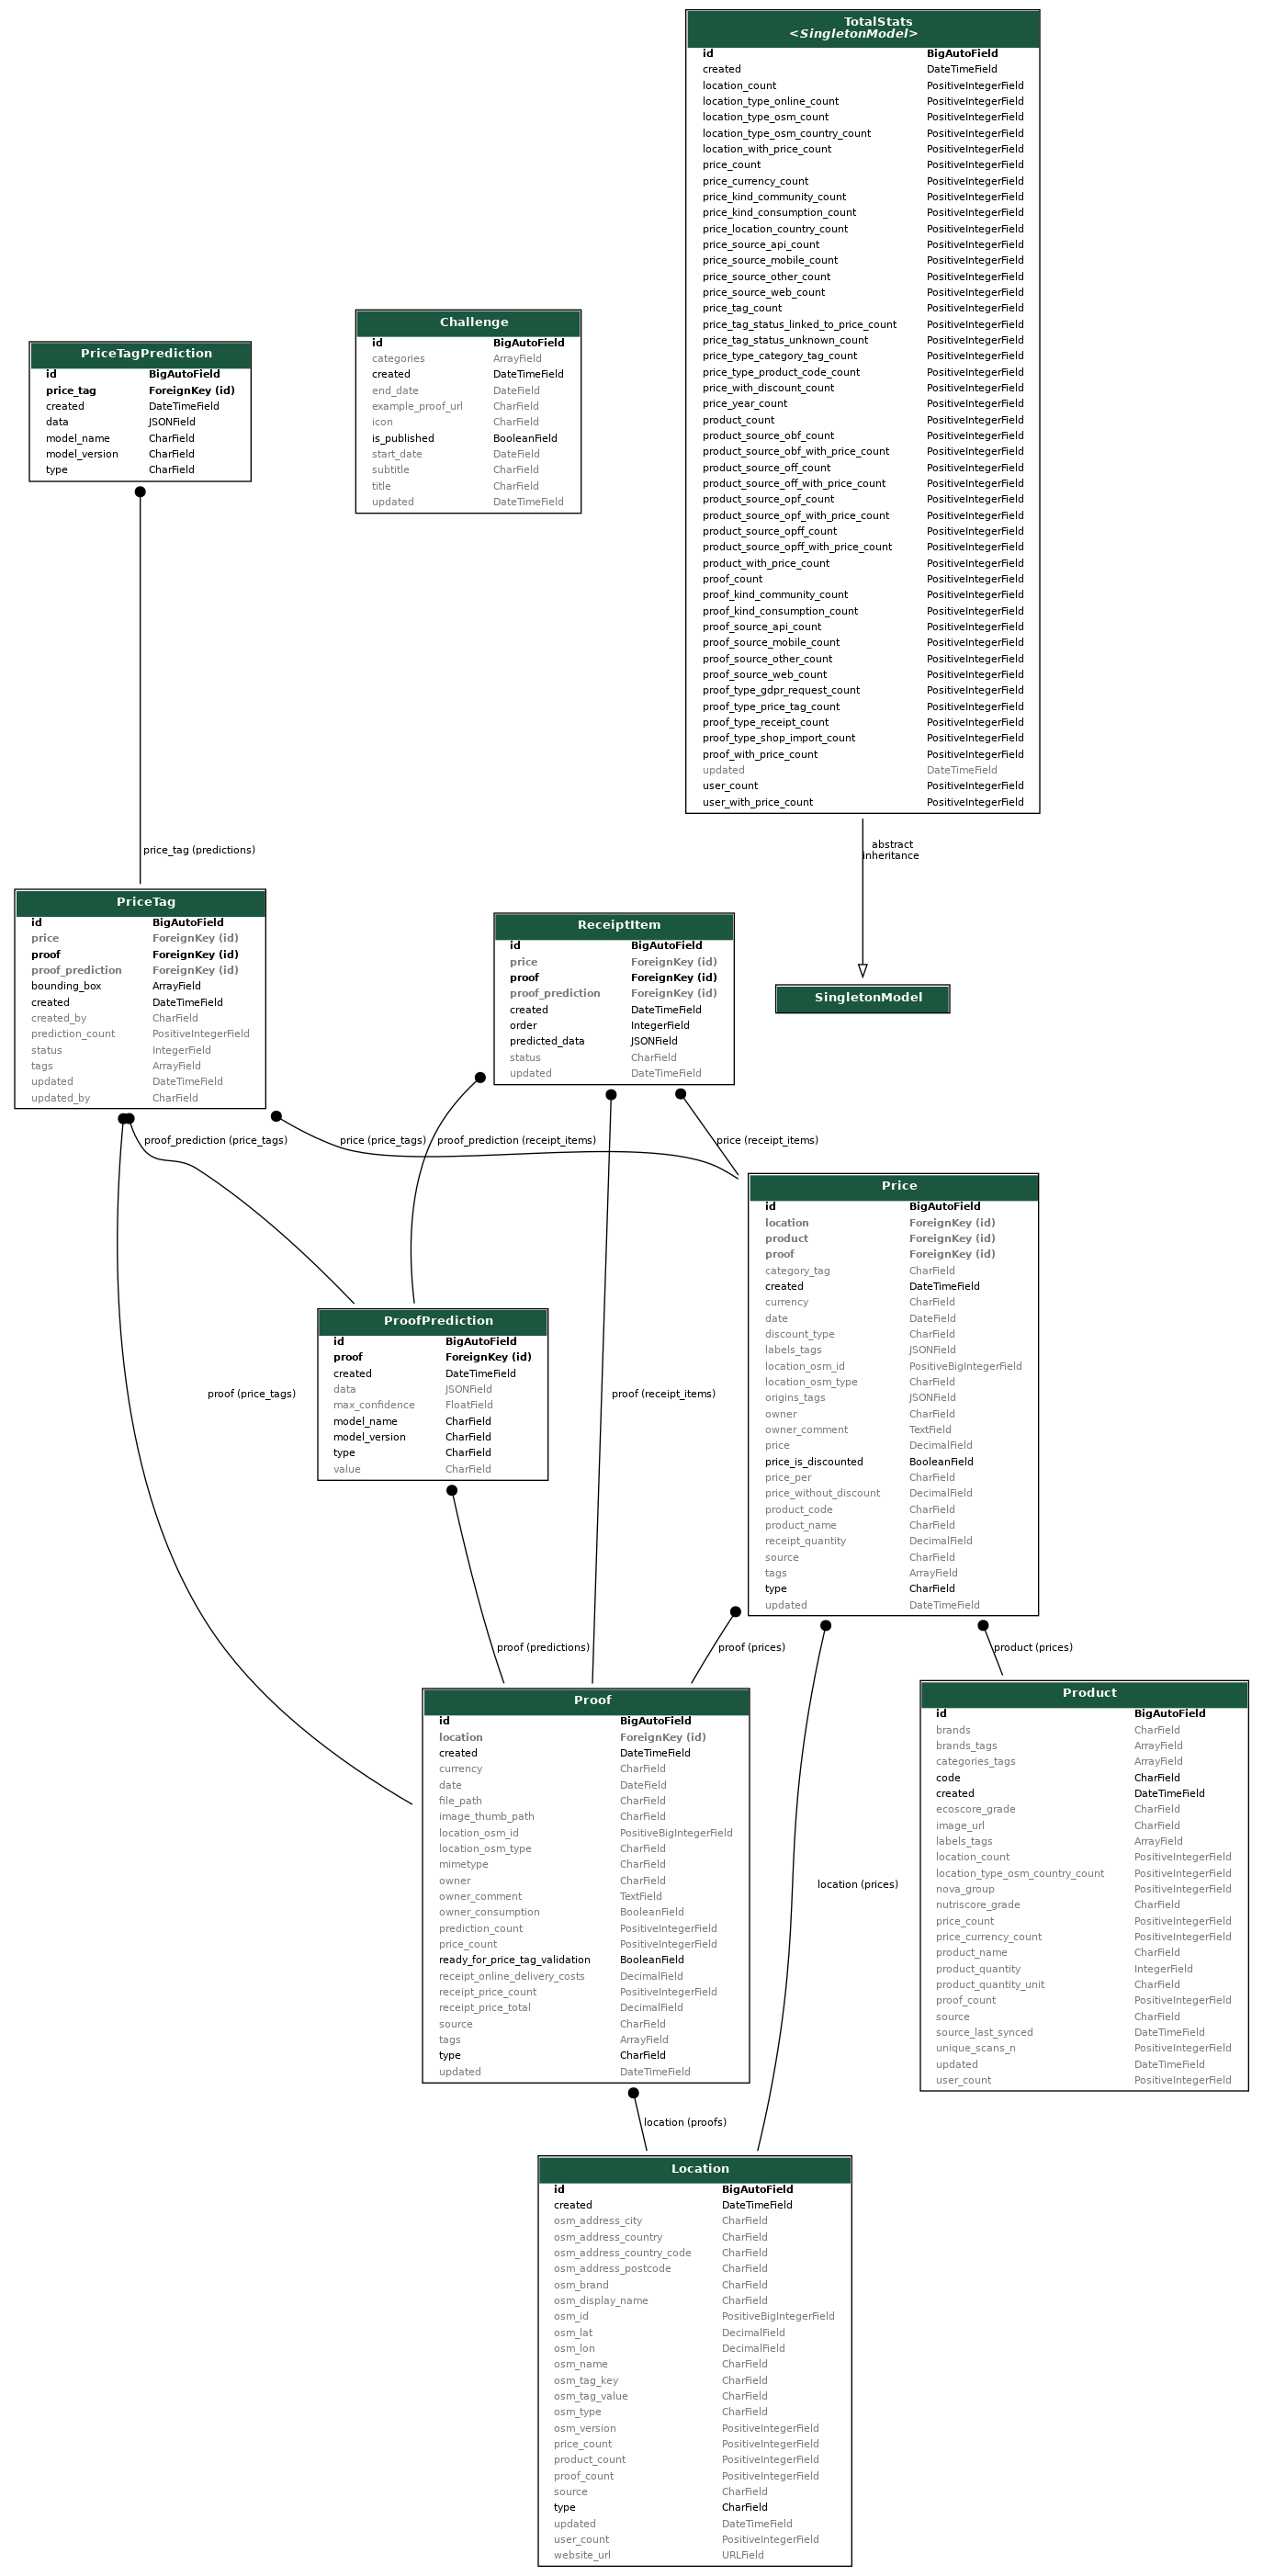 TotalStats
<SingletonModel>
id BigAutoField
created DateTimeField
location_count PositiveIntegerField
location_type_online_count PositiveIntegerField
location_type_osm_count PositiveIntegerField
location_type_osm_country_count PositiveIntegerField
location_with_price_count PositiveIntegerField
price_count PositiveIntegerField
price_currency_count PositiveIntegerField
price_kind_community_count PositiveIntegerField
price_kind_consumption_count PositiveIntegerField
price_location_country_count PositiveIntegerField
price_source_api_count PositiveIntegerField
price_source_mobile_count PositiveIntegerField
price_source_other_count PositiveIntegerField
price_source_web_count PositiveIntegerField
price_tag_count PositiveIntegerField
price_tag_status_linked_to_price_count PositiveIntegerField
price_tag_status_unknown_count PositiveIntegerField
price_type_category_tag_count PositiveIntegerField
price_type_product_code_count PositiveIntegerField
price_with_discount_count PositiveIntegerField
price_year_count PositiveIntegerField
product_count PositiveIntegerField
product_source_obf_count PositiveIntegerField
product_source_obf_with_price_count PositiveIntegerField
product_source_off_count PositiveIntegerField
product_source_off_with_price_count PositiveIntegerField
product_source_opf_count PositiveIntegerField
product_source_opf_with_price_count PositiveIntegerField
product_source_opff_count PositiveIntegerField
product_source_opff_with_price_count PositiveIntegerField
product_with_price_count PositiveIntegerField
proof_count PositiveIntegerField
proof_kind_community_count PositiveIntegerField
proof_kind_consumption_count PositiveIntegerField
proof_source_api_count PositiveIntegerField
proof_source_mobile_count PositiveIntegerField
proof_source_other_count PositiveIntegerField
proof_source_web_count PositiveIntegerField
proof_type_gdpr_request_count PositiveIntegerField
proof_type_price_tag_count PositiveIntegerField
proof_type_receipt_count PositiveIntegerField
proof_type_shop_import_count PositiveIntegerField
proof_with_price_count PositiveIntegerField
updated DateTimeField
user_count PositiveIntegerField
user_with_price_count PositiveIntegerField
Challenge
id BigAutoField
categories ArrayField
created DateTimeField
end_date DateField
example_proof_url CharField
icon CharField
is_published BooleanField
start_date DateField
subtitle CharField
title CharField
updated DateTimeField
PriceTagPrediction
id BigAutoField
price_tag ForeignKey (id)
created DateTimeField
data JSONField
model_name CharField
model_version CharField
type CharField
price_tag (predictions)
abstract
inheritance
PriceTag
id BigAutoField
price ForeignKey (id)
proof ForeignKey (id)
proof_prediction ForeignKey (id)
bounding_box ArrayField
created DateTimeField
created_by CharField
prediction_count PositiveIntegerField
status IntegerField
tags ArrayField
updated DateTimeField
updated_by CharField
ReceiptItem
id BigAutoField
price ForeignKey (id)
proof ForeignKey (id)
proof_prediction ForeignKey (id)
created DateTimeField
order IntegerField
predicted_data JSONField
status CharField
updated DateTimeField
SingletonModel
proof_prediction (price_tags)
price (price_tags)
proof_prediction (receipt_items)
price (receipt_items)
Price
id BigAutoField
location ForeignKey (id)
product ForeignKey (id)
proof ForeignKey (id)
category_tag CharField
created DateTimeField
currency CharField
date DateField
discount_type CharField
labels_tags JSONField
location_osm_id PositiveBigIntegerField
location_osm_type CharField
origins_tags JSONField
owner CharField
owner_comment TextField
price DecimalField
price_is_discounted BooleanField
price_per CharField
price_without_discount DecimalField
product_code CharField
product_name CharField
receipt_quantity DecimalField
source CharField
tags ArrayField
type CharField
updated DateTimeField
ProofPrediction
id BigAutoField
proof ForeignKey (id)
created DateTimeField
data JSONField
max_confidence FloatField
model_name CharField
model_version CharField
type CharField
value CharField
proof (price_tags)
proof (receipt_items)
proof (predictions)
proof (prices)
product (prices)
Proof
id BigAutoField
location ForeignKey (id)
created DateTimeField
currency CharField
date DateField
file_path CharField
image_thumb_path CharField
location_osm_id PositiveBigIntegerField
location_osm_type CharField
mimetype CharField
owner CharField
owner_comment TextField
owner_consumption BooleanField
prediction_count PositiveIntegerField
price_count PositiveIntegerField
ready_for_price_tag_validation BooleanField
receipt_online_delivery_costs DecimalField
receipt_price_count PositiveIntegerField
receipt_price_total DecimalField
source CharField
tags ArrayField
type CharField
updated DateTimeField
location (prices)
Product
id BigAutoField
brands CharField
brands_tags ArrayField
categories_tags ArrayField
code CharField
created DateTimeField
ecoscore_grade CharField
image_url CharField
labels_tags ArrayField
location_count PositiveIntegerField
location_type_osm_country_count PositiveIntegerField
nova_group PositiveIntegerField
nutriscore_grade CharField
price_count PositiveIntegerField
price_currency_count PositiveIntegerField
product_name CharField
product_quantity IntegerField
product_quantity_unit CharField
proof_count PositiveIntegerField
source CharField
source_last_synced DateTimeField
unique_scans_n PositiveIntegerField
updated DateTimeField
user_count PositiveIntegerField
location (proofs)
Location
id BigAutoField
created DateTimeField
osm_address_city CharField
osm_address_country CharField
osm_address_country_code CharField
osm_address_postcode CharField
osm_brand CharField
osm_display_name CharField
osm_id PositiveBigIntegerField
osm_lat DecimalField
osm_lon DecimalField
osm_name CharField
osm_tag_key CharField
osm_tag_value CharField
osm_type CharField
osm_version PositiveIntegerField
price_count PositiveIntegerField
product_count PositiveIntegerField
proof_count PositiveIntegerField
source CharField
type CharField
updated DateTimeField
user_count PositiveIntegerField
website_url URLField